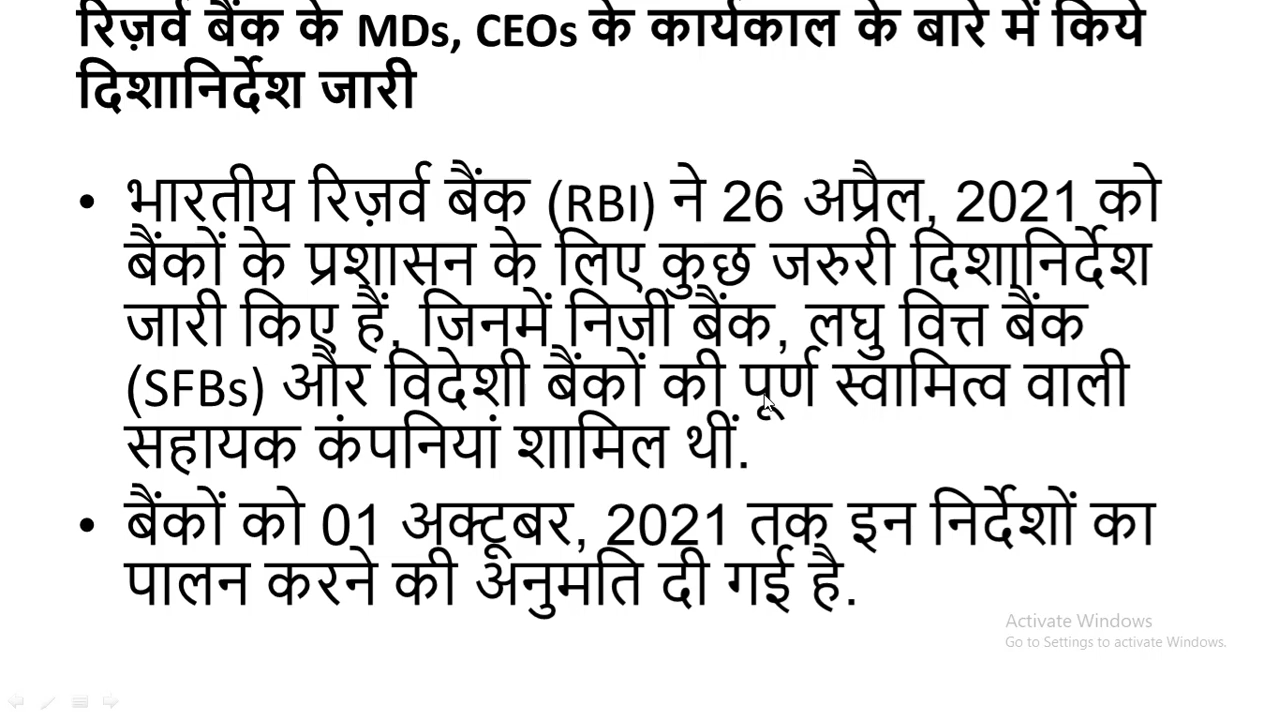 रिज़र्व बैंक के MDs, CEOs के कार्यकाल के बारे में किये
दिशानिर्देश जारी
• भारतीय रिज़र्व बैंक (RBI) ने 26 अप्रैल, 2021 को
बैंकों के प्रशासन के लिए कुछ जरुरी दिशानिर्देश
जारी किए हैं, जिनमें निजी बैंक, लघु वित्त बैंक
(SFBs) और विदेशी बैंकों की पूर्ण स्वामित्व वाली
सहायक कंपनियां शामिल थीं.
• बैंकों को 01 अक्टूबर, 2021 तक इन निर्देशों का
पालन करने की अनुमति दी गई है.
Activate Windows
Go to Settings to activate Windows.